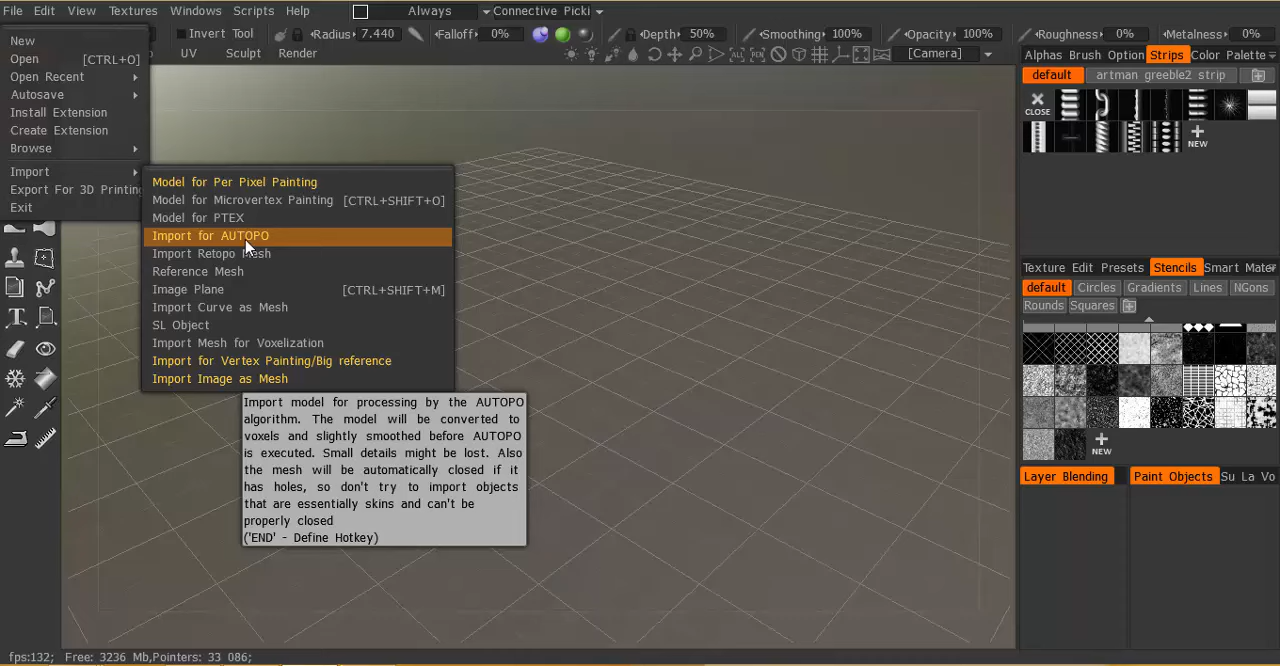 File Edit View Textures Windows Scripts Help Always Connective Picki
Invert Tool Radius 7.440 Falloff 0% Depth 50% Smoothing 100% Opacity 100% Roughness 0% Metalness 0%
UV Sculpt Render ALL PEN [Camera]
New
Open [CTRL+O]
Open Recent
Autosave
Install Extension
Create Extension
Browse
Import
Export For 3D Printin
Exit
Model for Per Pixel Painting
Model for Microvertex Painting [CTRL+SHIFT+O]
Model for PTEX
Import for AUTOPO
Import Retopo Mesh
Reference Mesh
Image Plane [CTRL+SHIFT+M]
Import Curve as Mesh
SL Object
Import Mesh for Voxelization
Import for Vertex Painting/Big reference
Import Image as Mesh
Import model for processing by the AUTOPO
algorithm. The model will be converted to
voxels and slightly smoothed before AUTOPO
is executed. Small details might be lost. Also
the mesh will be automatically closed if it
has holes, so don't try to import objects
that are essentially skins and can't be
properly closed
('END' - Define Hotkey)
Alphas Brush Option Strips Color Palette
default artman greeble2 strip
CLOSE
NEW
Texture Edit Presets Stencils Smart Mater
default Circles Gradients Lines NGons
Rounds Squares
NEW
Layer Blending Paint Objects Su La Vo
fps:132; Free: 3236 Mb,Pointers: 33 086;